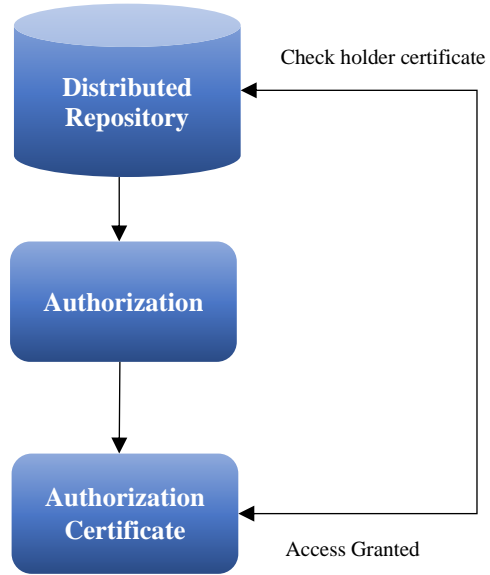 Check holder certificate
Distributed
Repository
Authorization
Authorization
Certificate
Access Granted